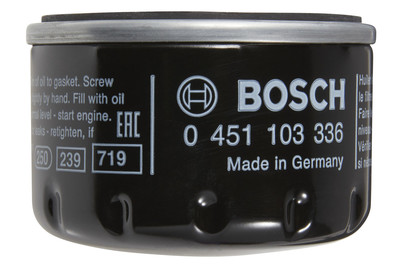 of oil to gasket. Screw
by hand. Fill with oil
level - start engine.
- retighten, if
EAC
250 239 719
BOSCH
0 451 103 336
Made in Germany
le